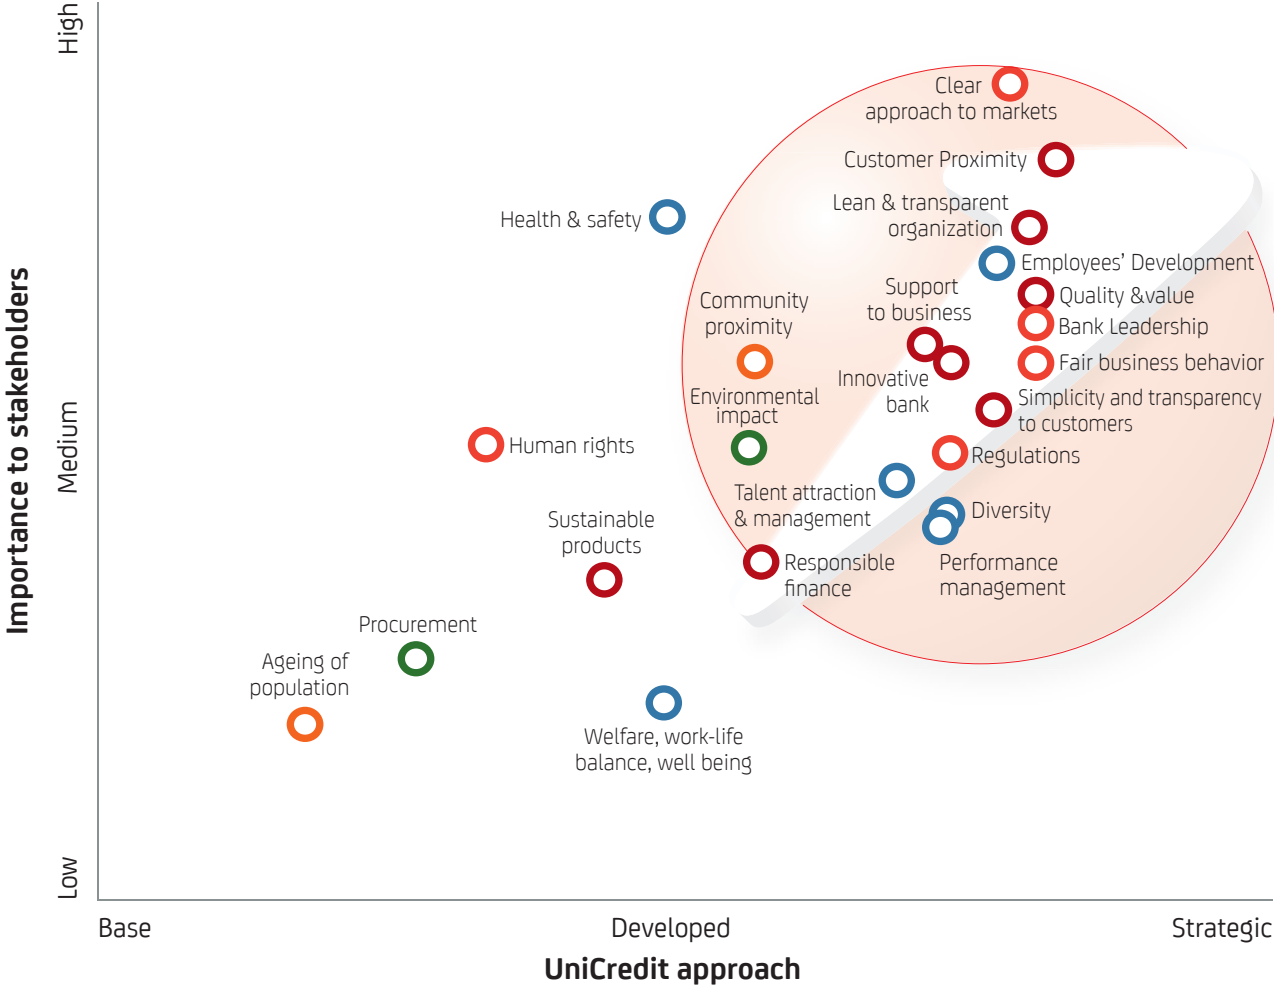 High
Clear
approach to markets
Customer Proximity
Lean & transparent
organization
Health & safety
Employees’ Development
Support
to business
Quality &value
Community
proximity
Bank Leadership
Fair business behavior
Innovative
bank
Environmental
impact
Simplicity and transparency
to customers
Importance to stakeholders
Medium
Human rights
Regulations
Talent attraction
& management
Diversity
Sustainable
products
Responsible
finance
Performance
management
Procurement
Ageing of
population
Welfare, work-life
balance, well being
Low
Base
Developed
Strategic
UniCredit approach